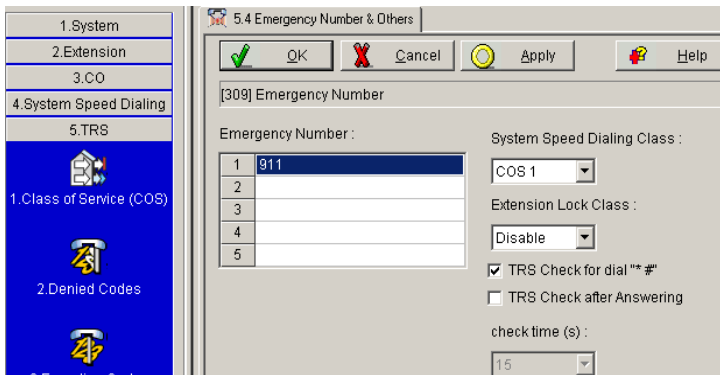 1.System
2.Extension
3.CO
4.System Speed Dialing
5.TRS
1.Class of Service (COS)
2.Denied Codes
5.4 Emergency Number & Others
OK Cancel Apply Help
[309] Emergency Number
Emergency Number :
1 911
2
3
4
5
System Speed Dialing Class :
COS 1
Extension Lock Class :
Disable
TRS Check for dial "* #"
TRS Check after Answering
check time (s) :
15